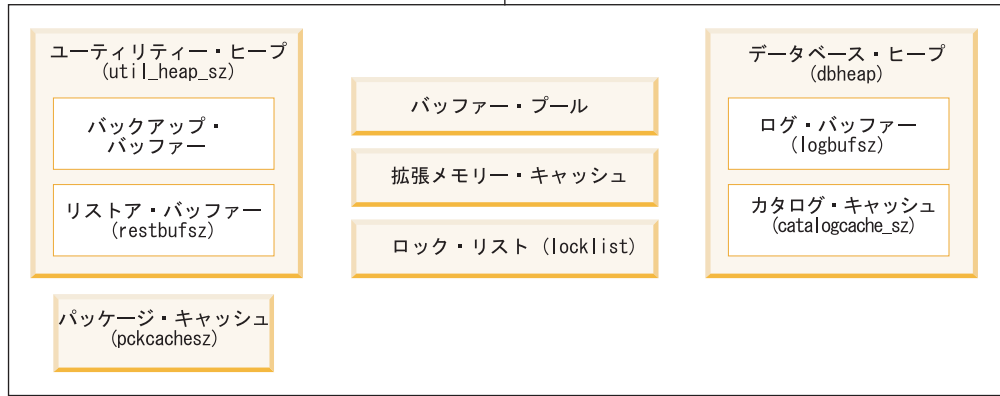 ユーティリティー・ヒープ
(util_heap_sz)
バックアップ・
バッファー
リストア・バッファー
(restbufsz)
パッケージ・キャッシュ
(pckcachesz)
バッファー・プール
拡張メモリー・キャッシュ
ロック・リスト (locklist)
データベース・ヒープ
(dbheap)
ログ・バッファー
(logbufsz)
カタログ・キャッシュ
(catalogcache_sz)